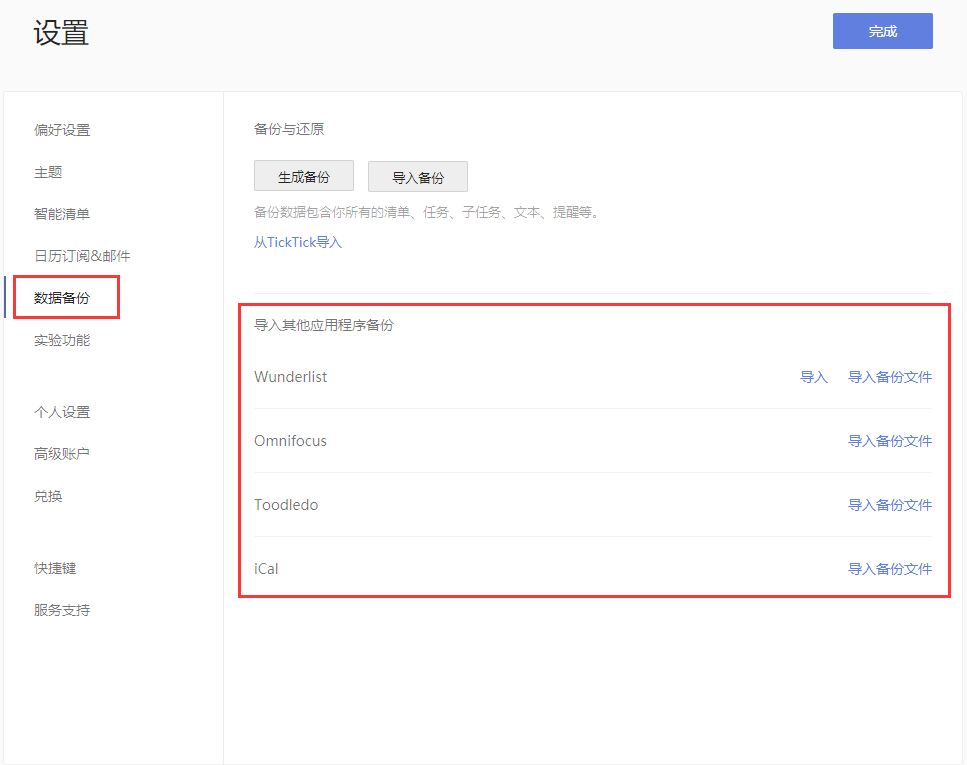 设置
完成
偏好设置
主题
智能清单
日历订阅&邮件
数据备份
实验功能
个人设置
高级账户
兑换
快捷键
服务支持
备份与还原
生成备份 导入备份
备份数据包含你所有的清单、任务、子任务、文本、提醒等。
从TickTick导入
导入其他应用程序备份
Wunderlist 导入 导入备份文件
Omnifocus 导入备份文件
Toodledo 导入备份文件
iCal 导入备份文件